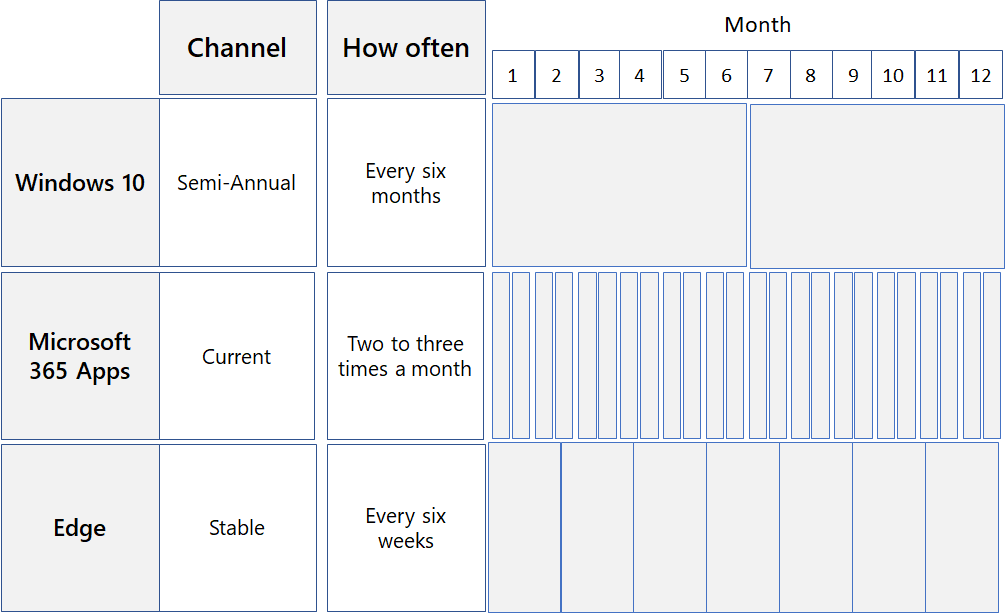 Month
Channel
How often
1 2 3 4 5 6 7 8 9 10 11 12
Windows 10
Semi-Annual
Every six
months
Microsoft
365 Apps
Current
Two to three
times a month
Edge
Stable
Every six
weeks